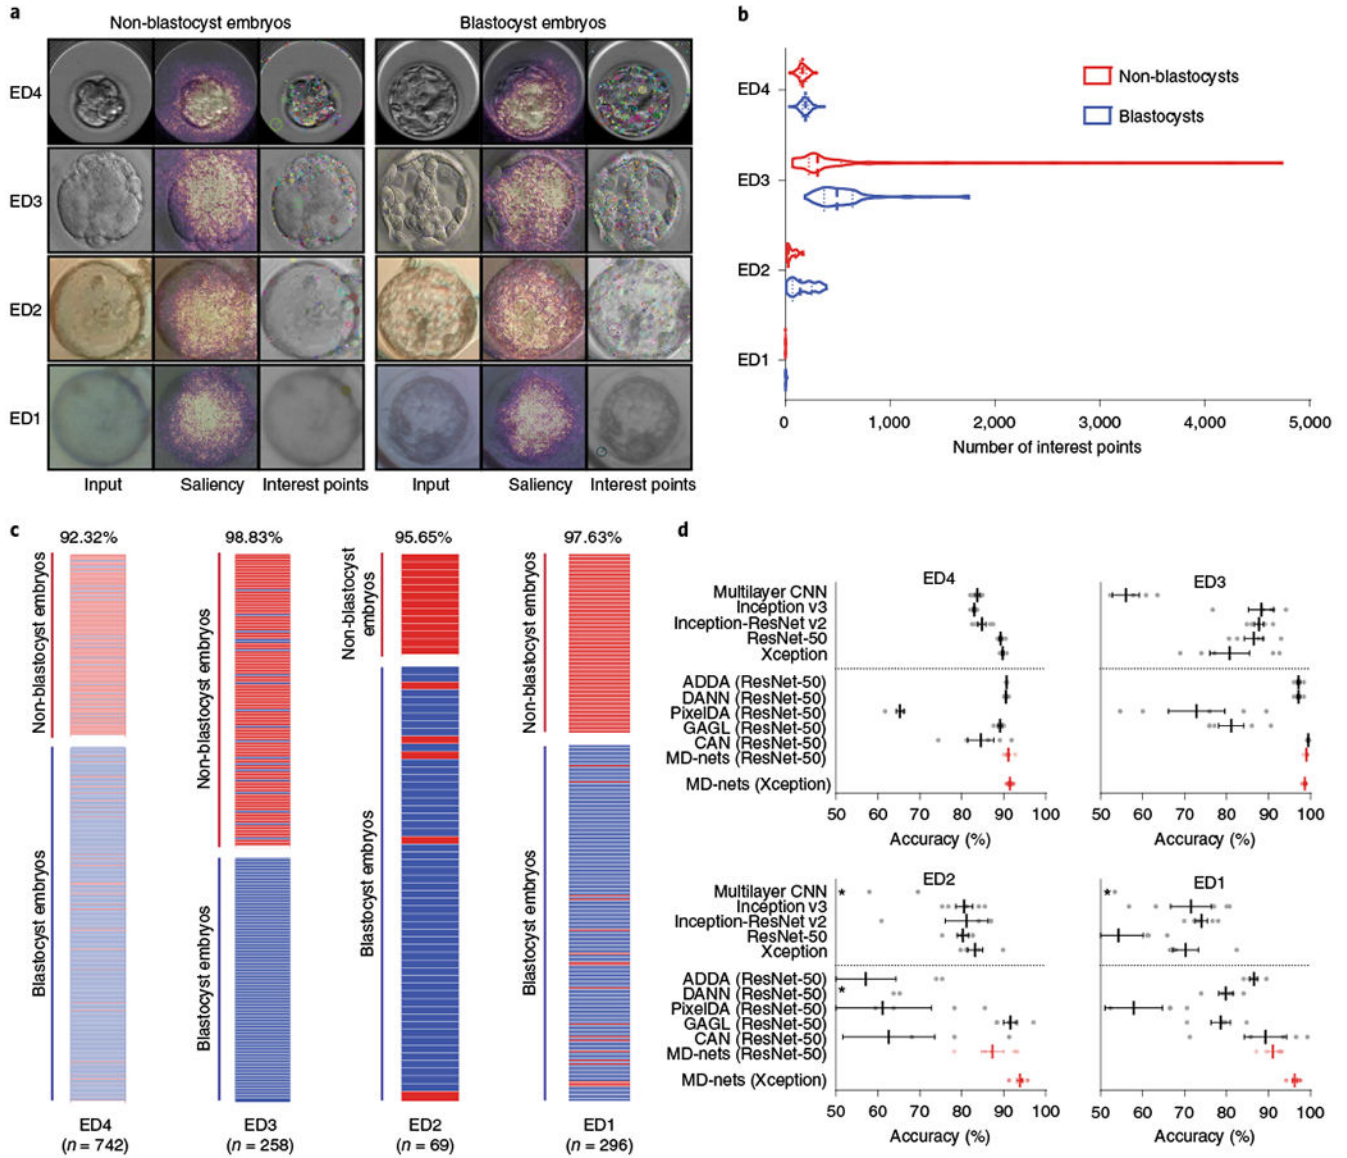 a
Non-blastocyst embryos
Blastocyst embryos
ED4
ED3
ED2
ED1
Input
Saliency
Interest points
Input
Saliency
Interest points
b
ED4
ED3
ED2
ED1
Non-blastocysts
Blastocysts
0
1,000
2,000
3,000
4,000
5,000
Number of interest points
c
92.32%
98.83%
95.65%
97.63%
Non-blastocyst embryos
Blastocyst embryos
Non-blastocyst embryos
Blastocyst embryos
Non-blastocyst
embryos
Blastocyst embryos
Non-blastocyst embryos
Blastocyst embryos
ED4
(n = 742)
ED3
(n = 258)
ED2
(n = 69)
ED1
(n = 296)
d
ED4
Multilayer CNN
Inception v3
Inception-ResNet v2
ResNet-50
Xception
ADDA (ResNet-50)
DANN (ResNet-50)
PixelDA (ResNet-50)
GAGL (ResNet-50)
CAN (ResNet-50)
MD-nets (ResNet-50)
MD-nets (Xception)
50 60 70 80 90 100
Accuracy (%)
ED3
50 60 70 80 90 100
Accuracy (%)
ED2
Multilayer CNN
*
Inception v3
Inception-ResNet v2
ResNet-50
Xception
ADDA (ResNet-50)
DANN (ResNet-50)
*
PixelDA (ResNet-50)
GAGL (ResNet-50)
CAN (ResNet-50)
MD-nets (ResNet-50)
MD-nets (Xception)
50 60 70 80 90 100
Accuracy (%)
ED1
*
50 60 70 80 90 100
Accuracy (%)